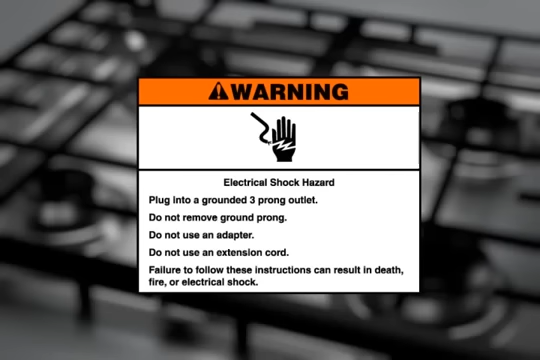 WARNING
Electrical Shock Hazard
Plug into a grounded 3 prong outlet.
Do not remove ground prong.
Do not use an adapter.
Do not use an extension cord.
Failure to follow these instructions can result in death,
fire, or electrical shock.